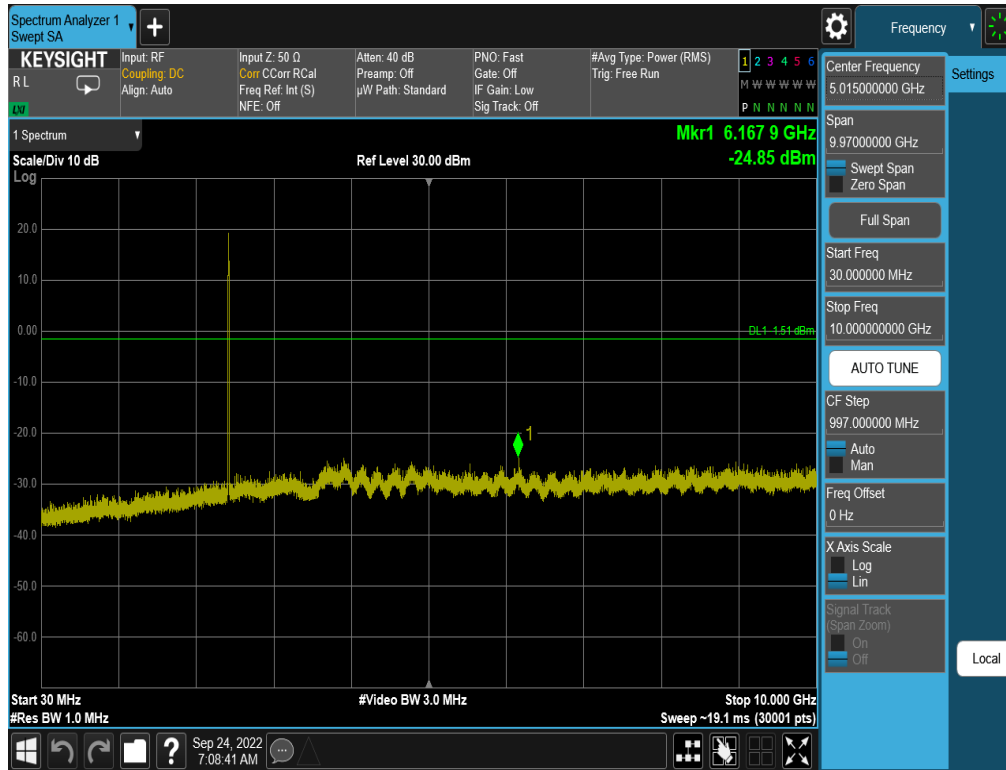 Spectrum Analyzer 1
Swept SA
Frequency
KEYSIGHT
R L
LXI
Input: RF
Coupling: DC
Align: Auto
Input Z: 50 Ω
Corr CCorr RCal
Freq Ref: Int (S)
NFE: Off
Atten: 40 dB
Preamp: Off
µW Path: Standard
PNO: Fast
Gate: Off
IF Gain: Low
Sig Track: Off
#Avg Type: Power (RMS)
Trig: Free Run
1 2 3 4 5 6
M W W W W W
P N N N N N
1 Spectrum
Mkr1 6.167 9 GHz
Scale/Div 10 dB
Ref Level 30.00 dBm
-24.85 dBm
Log
20.0
10.0
0.00
DL1 -1.51 dBm
-10.0
-20.0
1
-30.0
-40.0
-50.0
-60.0
Start 30 MHz
#Video BW 3.0 MHz
Stop 10.000 GHz
#Res BW 1.0 MHz
Sweep ~19.1 ms (30001 pts)
Center Frequency
5.015000000 GHz
Settings
Span
9.97000000 GHz
Swept Span
Zero Span
Full Span
Start Freq
30.000000 MHz
Stop Freq
10.000000000 GHz
AUTO TUNE
CF Step
997.000000 MHz
Auto
Man
Freq Offset
0 Hz
X Axis Scale
Log
Lin
Signal Track
(Span Zoom)
On
Off
Local
?
Sep 24, 2022
7:08:41 AM